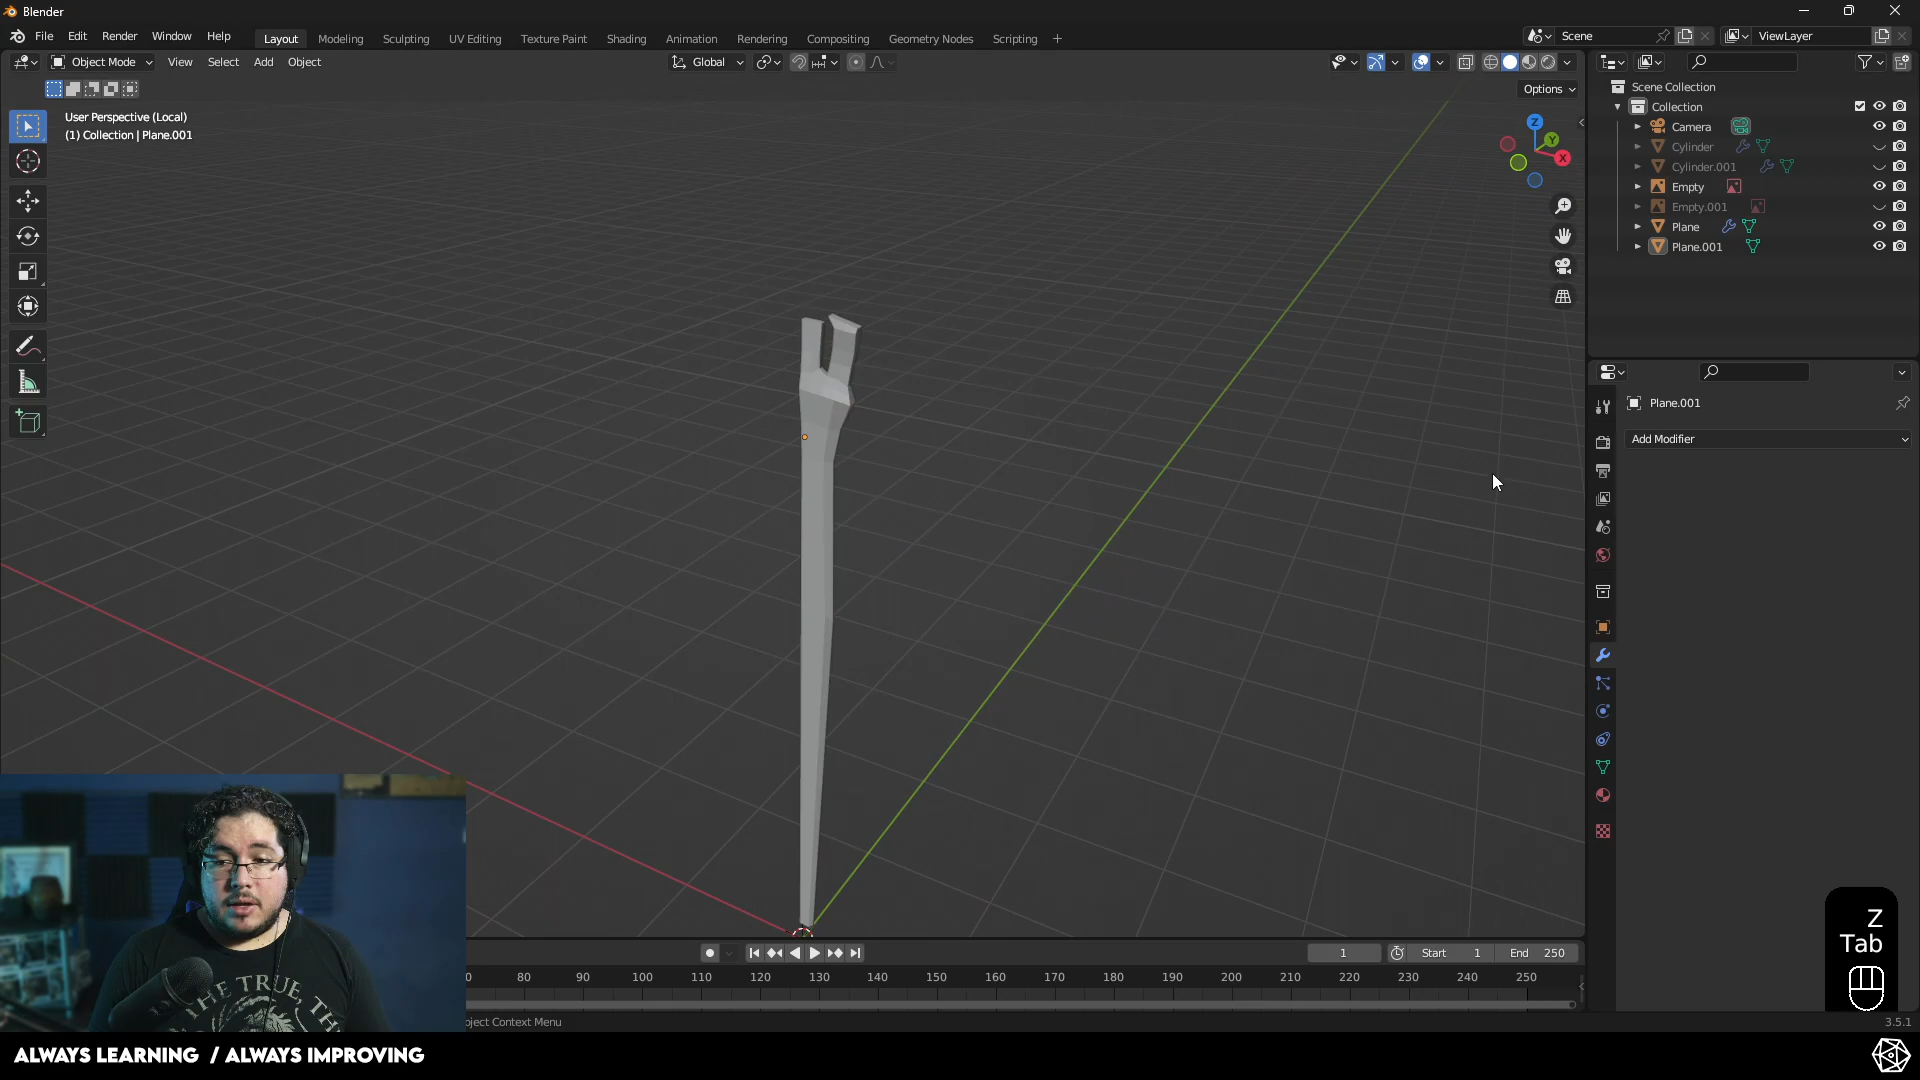 Blender
File Edit Render Window Help
Layout Modeling Sculpting UV Editing Texture Paint Shading Animation Rendering Compositing Geometry Nodes Scripting
Scene
ViewLayer
Object Mode View Select Add Object
Global
Options
User Perspective (Local)
(1) Collection | Plane.001
Z
Y
X
Scene Collection
Collection
Camera
Cylinder
Cylinder.001
Empty
Empty.001
Plane
Plane.001
Plane.001
Add Modifier
Z
Tab
1 Start 1 End 250
80 90 100 110 120 130 140 150 160 170 180 190 200 210 220 230 240 250
ject Context Menu
3.5.1
THE TRUE, TH
ALWAYS LEARNING / ALWAYS IMPROVING